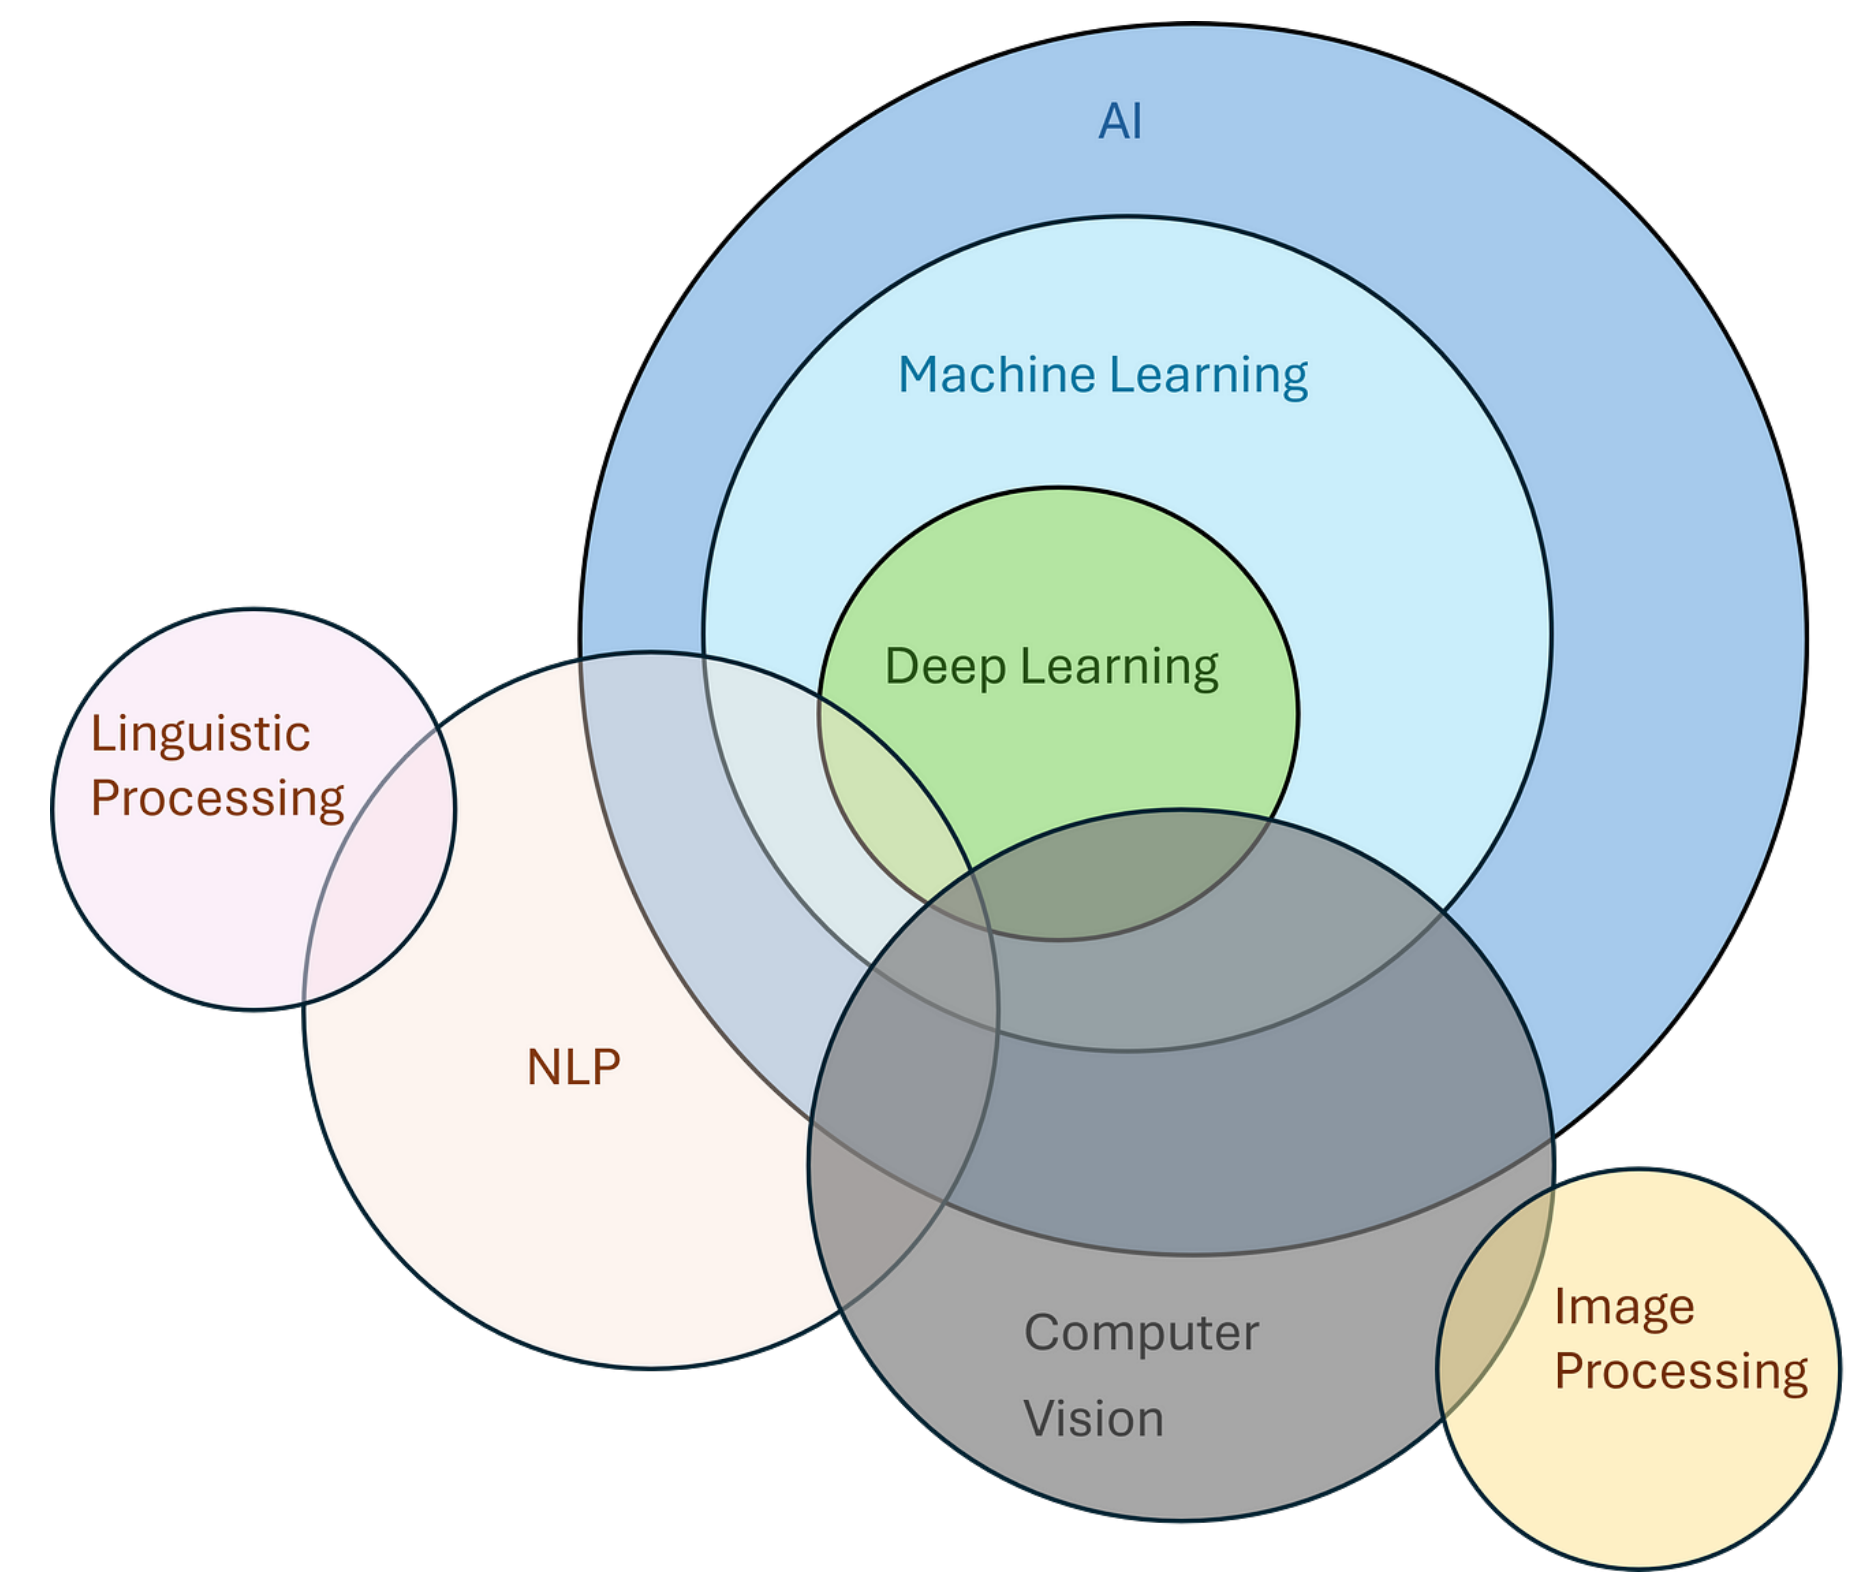 AI
Machine Learning
Deep Learning
Linguistic
Processing
NLP
Computer
Vision
Image
Processing